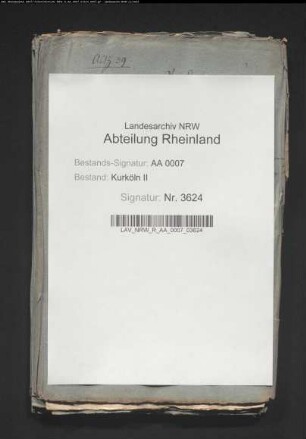 Landesarchiv NRW
Abteilung Rheinland
Bestands-Signatur: AA 0007
Bestand: Kurköln II
Signatur: Nr. 3624
LAV_NRW_R_AA_0007_03624